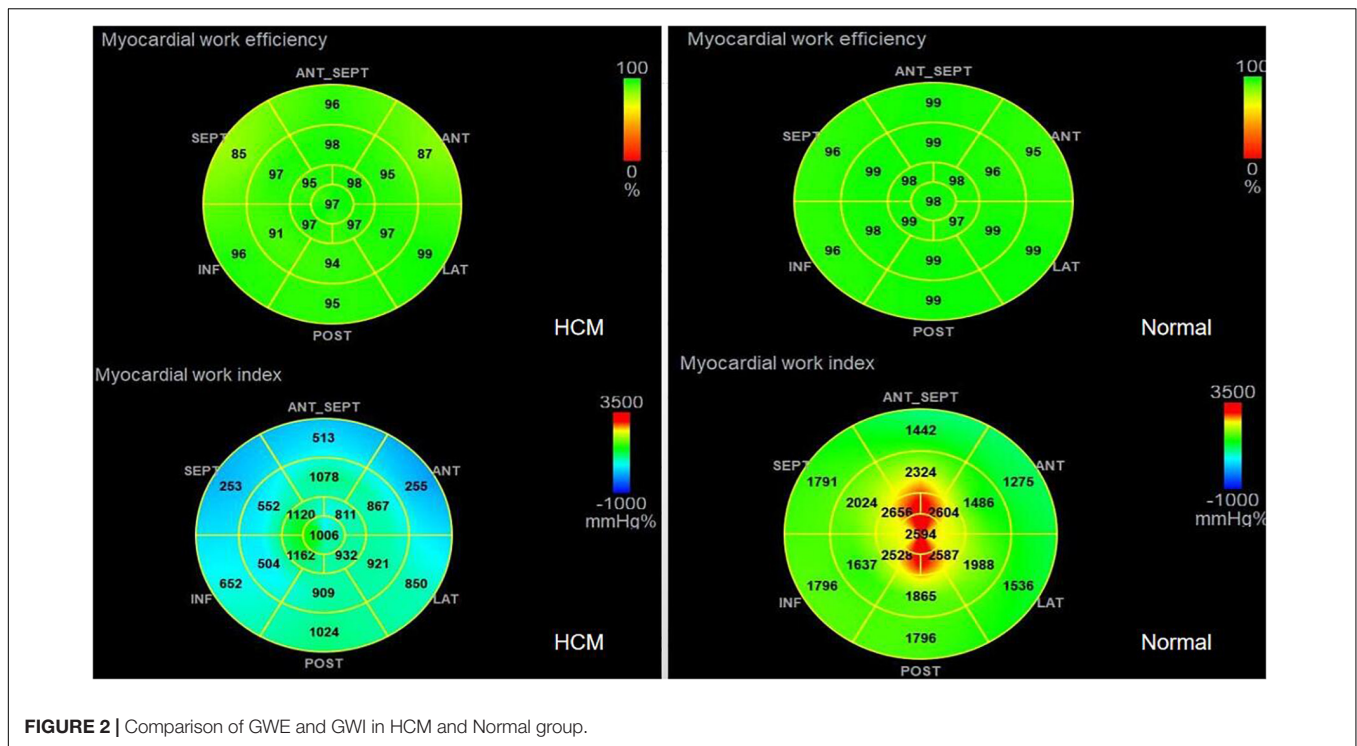 Myocardial work efficiency
ANT_SEPT
SEPT
ANT
INF
LAT
POST
96
85
87
98
97
95
95
98
97
97
97
91
97
96
99
94
95
100
0
%
HCM
Myocardial work efficiency
ANT_SEPT
SEPT
ANT
INF
LAT
POST
99
96
95
99
99
96
98
98
98
99
97
98
99
96
99
99
99
100
0
%
Normal
Myocardial work index
ANT_SEPT
SEPT
ANT
INF
LAT
POST
513
253
255
1078
552
867
1120
811
1006
1162
932
504
921
652
850
909
1024
3500
-1000
mmHg%
HCM
Myocardial work index
ANT_SEPT
SEPT
ANT
INF
LAT
POST
1442
1791
1275
2324
2024
1486
2656
2604
2594
2528
2587
1637
1988
1796
1536
1865
1796
3500
-1000
mmHg%
Normal
FIGURE 2 | Comparison of GWE and GWI in HCM and Normal group.